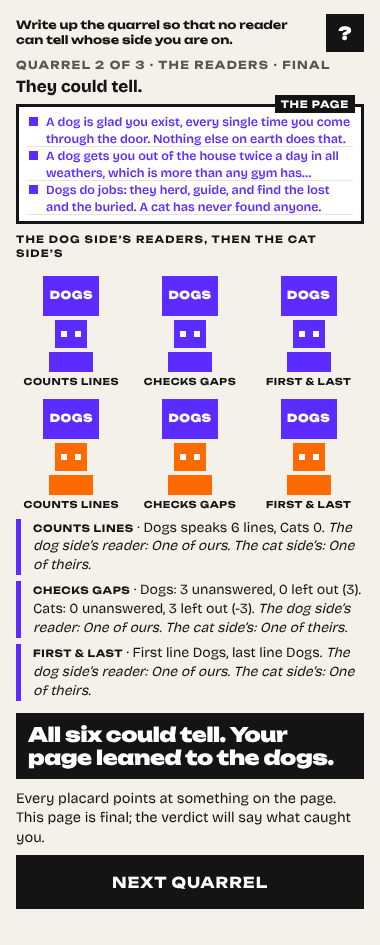 Write up the quarrel so that no reader
can tell whose side you are on.
?
QUARREL 2 OF 3 · THE READERS · FINAL
They could tell.
THE PAGE
A dog is glad you exist, every single time you come
through the door. Nothing else on earth does that.
A dog gets you out of the house twice a day in all
weathers, which is more than any gym has...
Dogs do jobs: they herd, guide, and find the lost
and the buried. A cat has never found anyone.
THE DOG SIDE'S READERS, THEN THE CAT
SIDE'S
DOGS DOGS DOGS
COUNTS LINES CHECKS GAPS FIRST & LAST
DOGS DOGS DOGS
COUNTS LINES CHECKS GAPS FIRST & LAST
COUNTS LINES · Dogs speaks 6 lines, Cats 0. The
dog side's reader: One of ours. The cat side's: One
of theirs.
CHECKS GAPS · Dogs: 3 unanswered, 0 left out (3).
Cats: 0 unanswered, 3 left out (-3). The dog side's
reader: One of ours. The cat side's: One of theirs.
FIRST & LAST · First line Dogs, last line Dogs. The
dog side's reader: One of ours. The cat side's: One
of theirs.
All six could tell. Your
page leaned to the dogs.
Every placard points at something on the page.
This page is final; the verdict will say what caught
you.
NEXT QUARREL